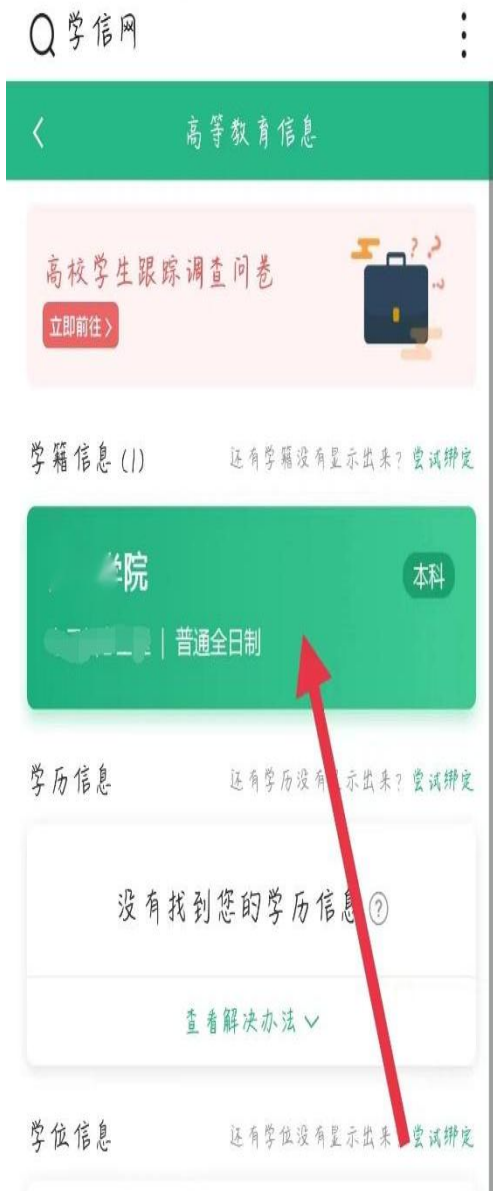 学信网
高等教育信息
高校学生跟踪调查问卷
立即前往>
学籍信息(1) 还有学籍没有显示出来?尝试绑定
学院 本科
| 普通全日制
学历信息 还有学历没有显示出来?尝试绑定
没有找到您的学历信息?
查看解决办法
学位信息 还有学位没有显示出来 尝试绑定